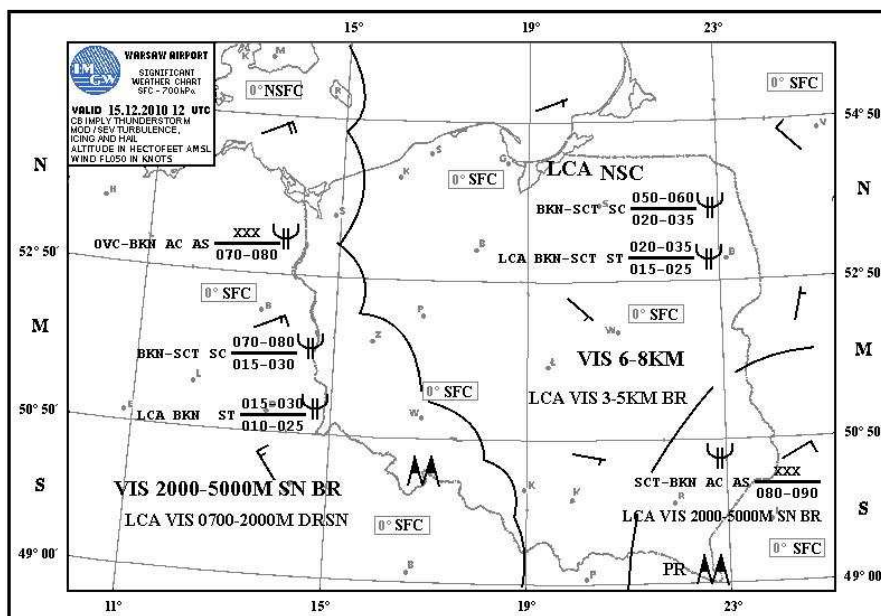 15° 19° 23°
IMGW
WARSAW AIRPORT
SIGNIFICANT
WEATHER CHART
SFC - 700hPa
VALID 15.12.2010 12 UTC
CB IMPLY THUNDERSTORM
MOD / SEV TURBULENCE,
ICING AND HAIL
ALTITUDE IN HECTOFEET AMSL
WIND FL050 IN KNOTS
K M
R
0° NSFC
0° SFC
54° 50'
V
N
H
S
K
S
G
0° SFC
LCA NSC
N
BKN-SCT SC 050-060
020-035
S
OVC-BKN AC AS XXX
070-080
LCA BKN-SCT ST 020-035
015-025
B
B
52° 50'
52° 50'
0° SFC
B
P
W
0° SFC
Z
M
M
BKN-SCT SC 070-080
015-030
L
Ł
VIS 6-8KM
LCA VIS 3-5KM BR
0° SFC
E
LCA BKN ST 015-030
010-025
W
50° 50'
50° 50'
S
VIS 2000-5000M SN BR
LCA VIS 0700-2000M DRSN
K
K
SCT-BKN AC AS XXX
080-090
R
LCA VIS 2000-5000M SN BR
L
S
0° SFC
0° SFC
49° 00'
B
P
PR
49° 00'
11° 15° 19° 23°